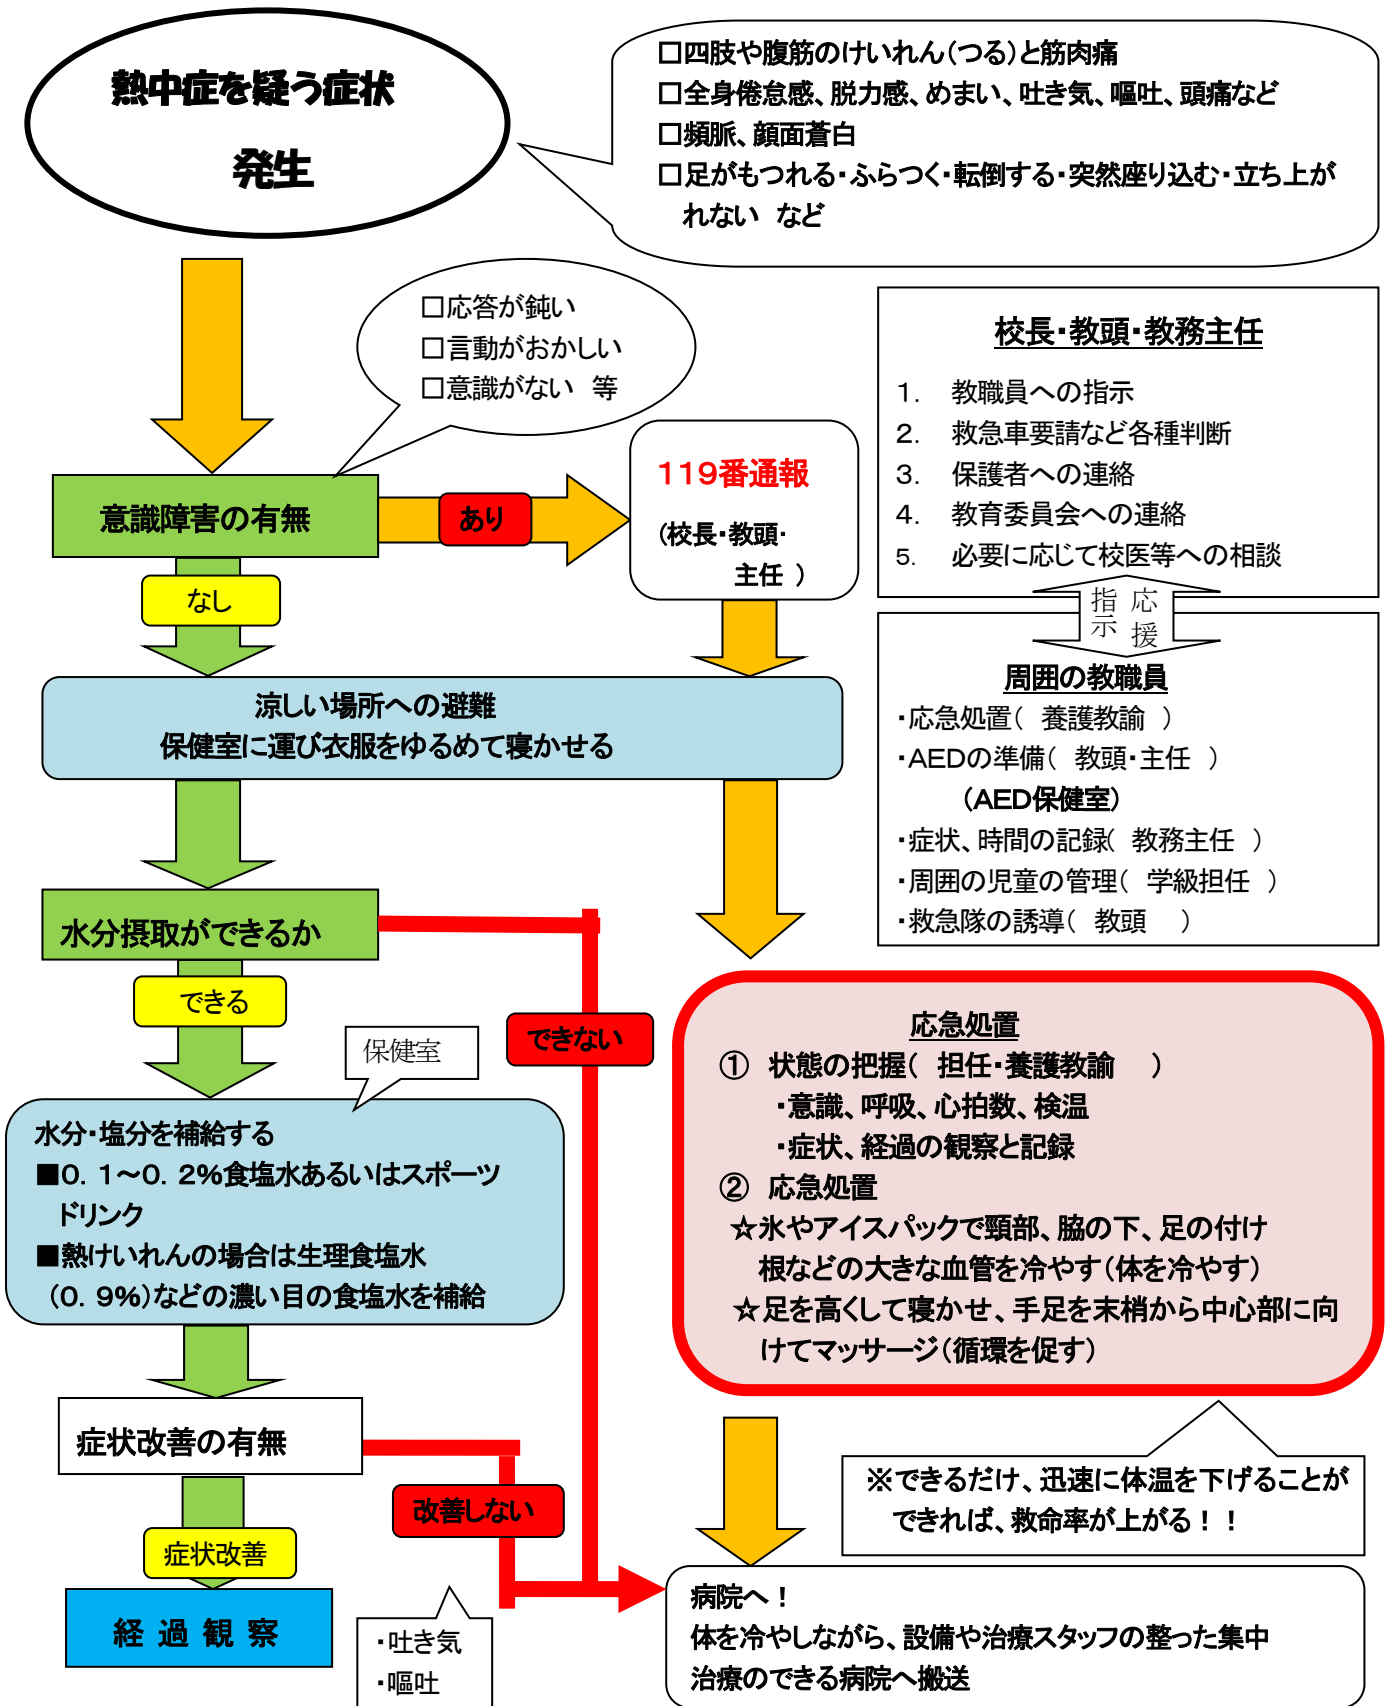 熱中症を疑う症状
発生
□四肢や腹筋のけいれん(つる)と筋肉痛
□全身倦怠感、脱力感、めまい、吐き気、嘔吐、頭痛など
□頻脈、顔面蒼白
□足がもつれる・ふらつく・転倒する・突然座り込む・立ち上が
れない　など
□応答が鈍い
□言動がおかしい
□意識がない　等
校長・教頭・教務主任
1.　教職員への指示
2.　救急車要請など各種判断
3.　保護者への連絡
4.　教育委員会への連絡
5.　必要に応じて校医等への相談
意識障害の有無
あり
119番通報
(校長・教頭・
主任　)
なし
指示
応援
周囲の教職員
・応急処置(　養護教諭　)
・AEDの準備(　教頭・主任　)
(AED保健室)
・症状、時間の記録(　教務主任　)
・周囲の児童の管理(　学級担任　)
・救急隊の誘導(　教頭　　)
涼しい場所への避難
保健室に運び衣服をゆるめて寝かせる
水分摂取ができるか
できる
できない
保健室
水分・塩分を補給する
■0.1～0.2%食塩水あるいはスポーツ
ドリンク
■熱けいれんの場合は生理食塩水
(0.9%)などの濃い目の食塩水を補給
応急処置
①　状態の把握(　担任・養護教諭　　)
・意識、呼吸、心拍数、検温
・症状、経過の観察と記録
②　応急処置
☆氷やアイスパックで頸部、脇の下、足の付け
根などの大きな血管を冷やす(体を冷やす)
☆足を高くして寝かせ、手足を末梢から中心部に向
けてマッサージ(循環を促す)
症状改善の有無
改善しない
症状改善
経過観察
・吐き気
・嘔吐
※できるだけ、迅速に体温を下げることが
できれば、救命率が上がる！！
病院へ！
体を冷やしながら、設備や治療スタッフの整った集中
治療のできる病院へ搬送